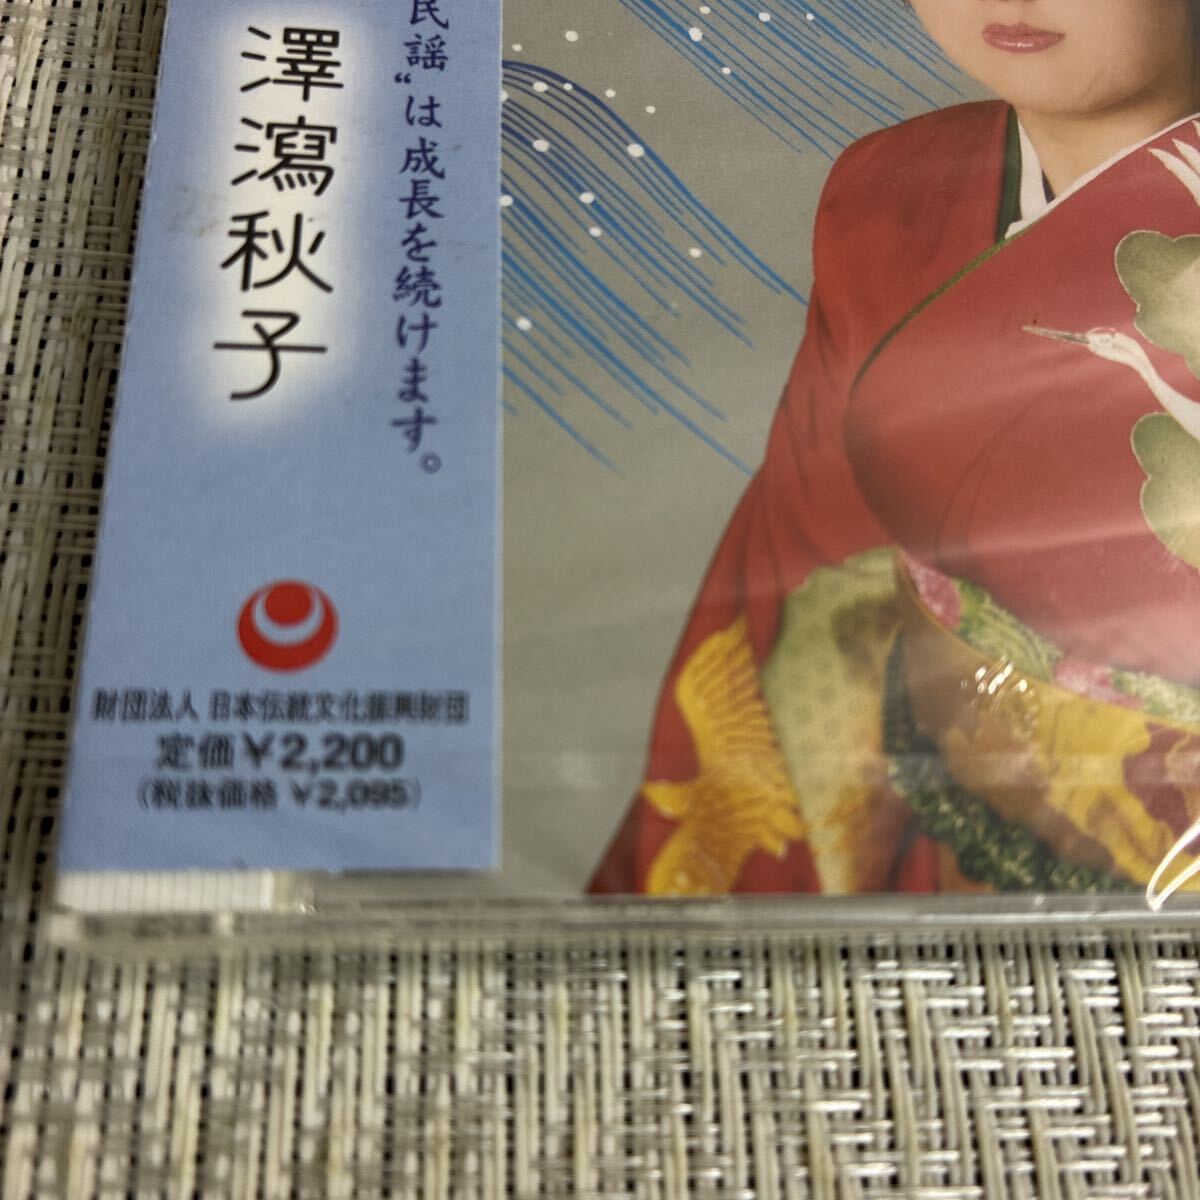 民謡“は成長を続けます。
澤瀉秋子
財団法人 日本伝統文化振興財団
定価￥2,200
（税抜価格 ￥2,095）